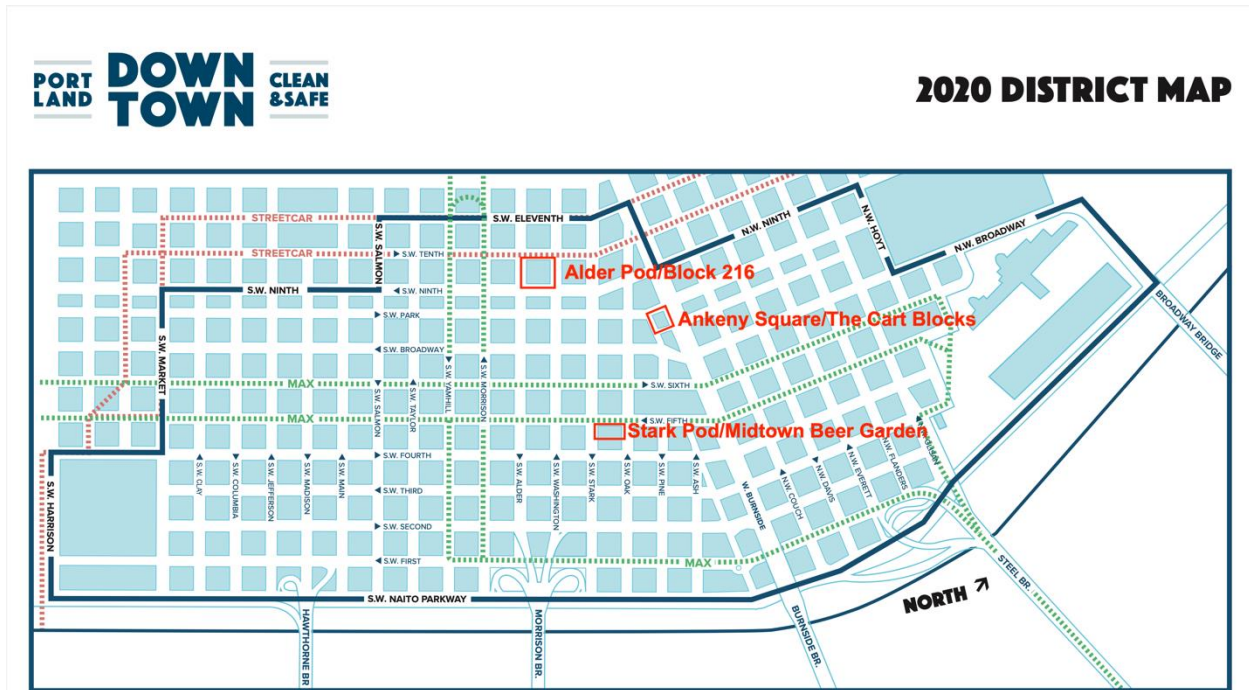 PORT
LAND
DOWN
TOWN
CLEAN
&SAFE
2020 DISTRICT MAP
STREETCAR
S.W. ELEVENTH
N.W. NINTH
N.W. HOYT
N.W. BROADWAY
S.W. SALMON
STREETCAR
S.W. TENTH
Alder Pod/Block 216
S.W. NINTH
S.W. NINTH
S.W. PARK
Ankeny Square/The Cart Blocks
BROADWAY BRIDGE
S.W. MARKET
S.W. BROADWAY
S.W. YAMHILL
S.W. MORRISON
MAX
S.W. SIXTH
S.W. SALMON
S.W. TAYLOR
MAX
S.W. FIFTH
Stark Pod/Midtown Beer Garden
S.W. FOURTH
S.W. CLAY
S.W. COLUMBIA
S.W. JEFFERSON
S.W. MADISON
S.W. MAIN
S.W. ALDER
S.W. WASHINGTON
S.W. STARK
S.W. OAK
S.W. PINE
S.W. ASH
W. BURNSIDE
N.W. COUCH
N.W. DAVIS
N.W. EVERETT
N.W. FLANDERS
S.W. HARRISON
S.W. THIRD
S.W. SECOND
S.W. FIRST
MAX
S.W. NAITO PARKWAY
NORTH
STEEL BR.
HAWTHORNE BR
MORRISON BR.
BURNSIDE BR.